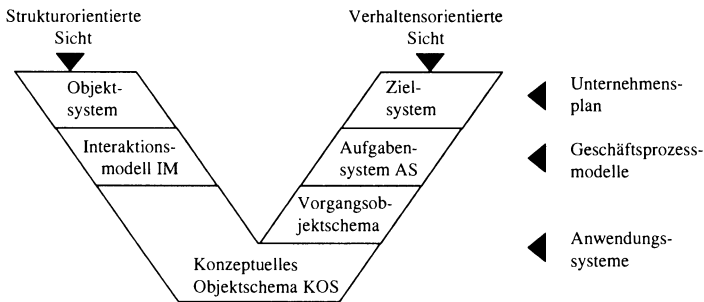 Strukturorientierte
Sicht
Verhaltensorientierte
Sicht
Objekt-
system
Ziel-
system
Unternehmens-
plan
Interaktions-
modell IM
Aufgaben-
system AS
Geschäftsprozess-
modelle
Vorgangsob-
jektschema
Konzeptuelles
Objektschema KOS
Anwendungs-
systeme